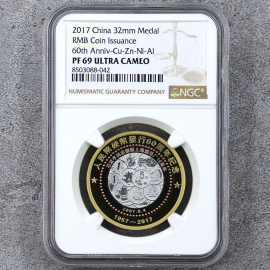 2017 China 32mm Medal
RMB Coin Issuance
60th Anniv-Cu-Zn-Ni-Al
PF 69 ULTRA CAMEO
8503088-042
NUMISMATIC GUARANTY COMPANY
NGC
1957-2017